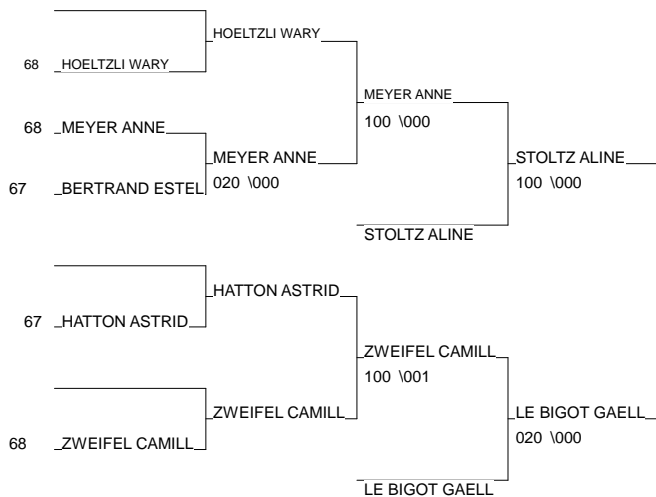 HOELTZLI WARY
68 HOELTZLI WARY
MEYER ANNE
100 \000
68 MEYER ANNE
MEYER ANNE
020 \000
STOLTZ ALINE
100 \000
67 BERTRAND ESTEL
STOLTZ ALINE
HATTON ASTRID
67 HATTON ASTRID
ZWEIFEL CAMILL
100 \001
ZWEIFEL CAMILL
LE BIGOT GAELL
020 \000
68 ZWEIFEL CAMILL
LE BIGOT GAELL